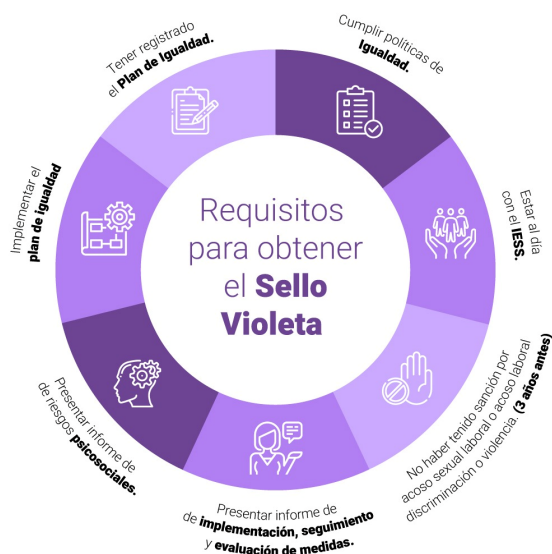 Requisitos
para obtener
el Sello
Violeta
Cumplir políticas de
Igualdad.
Estar al día
con el IESS.
No haber tenido sanción por
acoso sexual laboral o acoso laboral
discriminación o violencia. (3 años antes)
Presentar informe de
de implementación, seguimiento
y evaluación de medidas.
Presentar informe de
de riesgos psicosociales.
Implementar el
plan de igualdad
Tener registrado
el Plan de Igualdad.